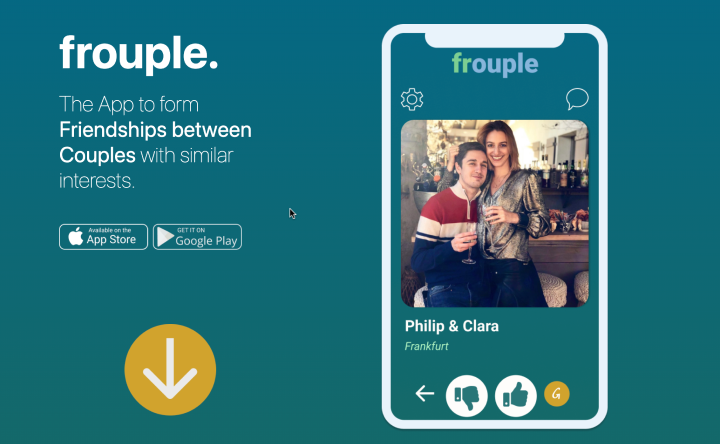 frouple.
The App to form
Friendships between
Couples with similar
interests.
Available on the
App Store
GET IT ON
Google Play
frouple
Philip & Clara
Frankfurt
G